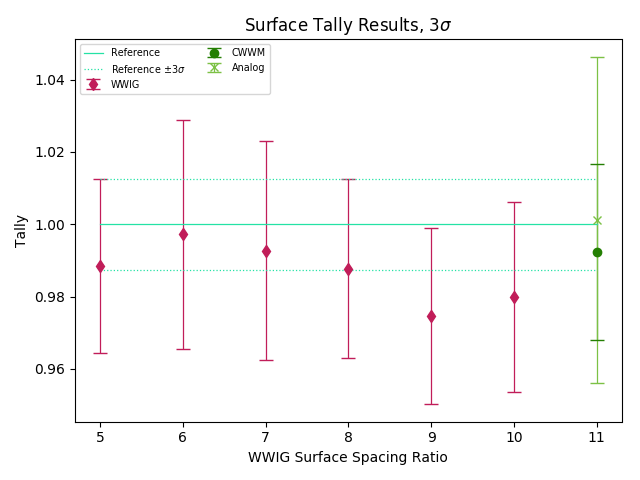 Surface Tally Results, 3σ
Reference
Reference ±3σ
WWIG
CWWM
Analog
Tally
1.04
1.02
1.00
0.98
0.96
5 6 7 8 9 10 11
WWIG Surface Spacing Ratio